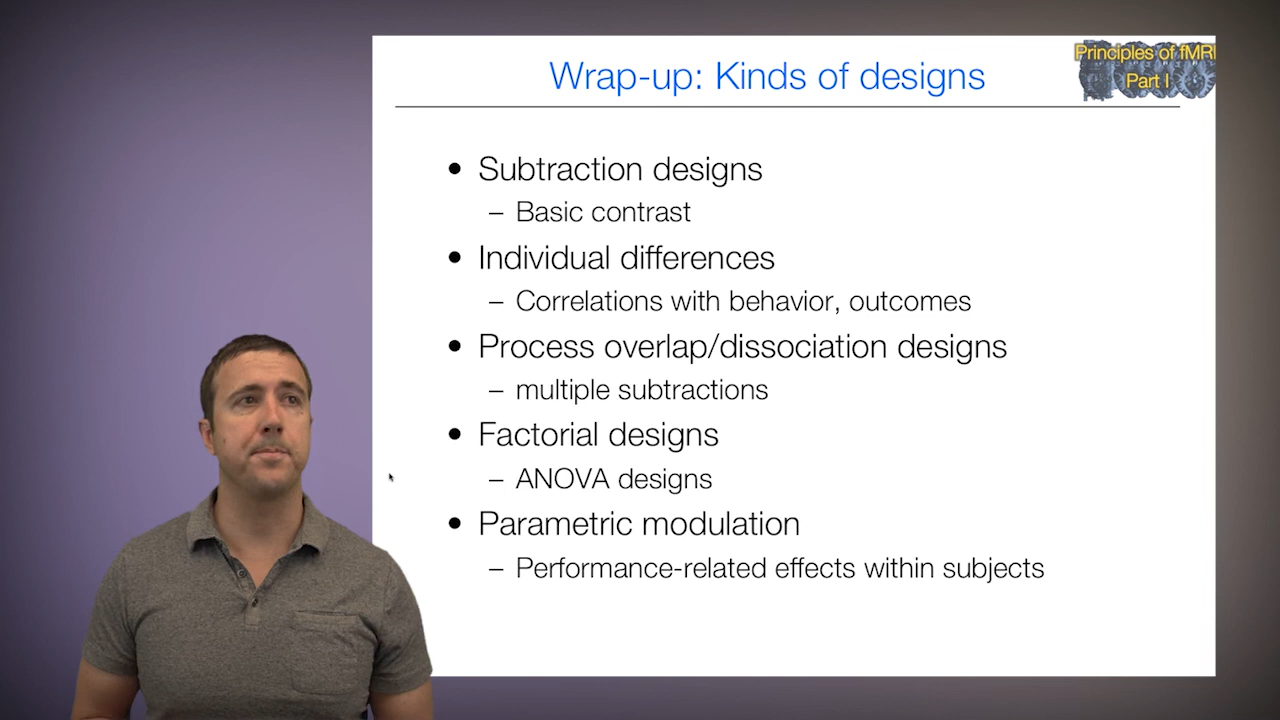 Wrap-up: Kinds of designs
Principles of fMRI
Part I
• Subtraction designs
– Basic contrast
• Individual differences
– Correlations with behavior, outcomes
• Process overlap/dissociation designs
– multiple subtractions
• Factorial designs
– ANOVA designs
• Parametric modulation
– Performance-related effects within subjects